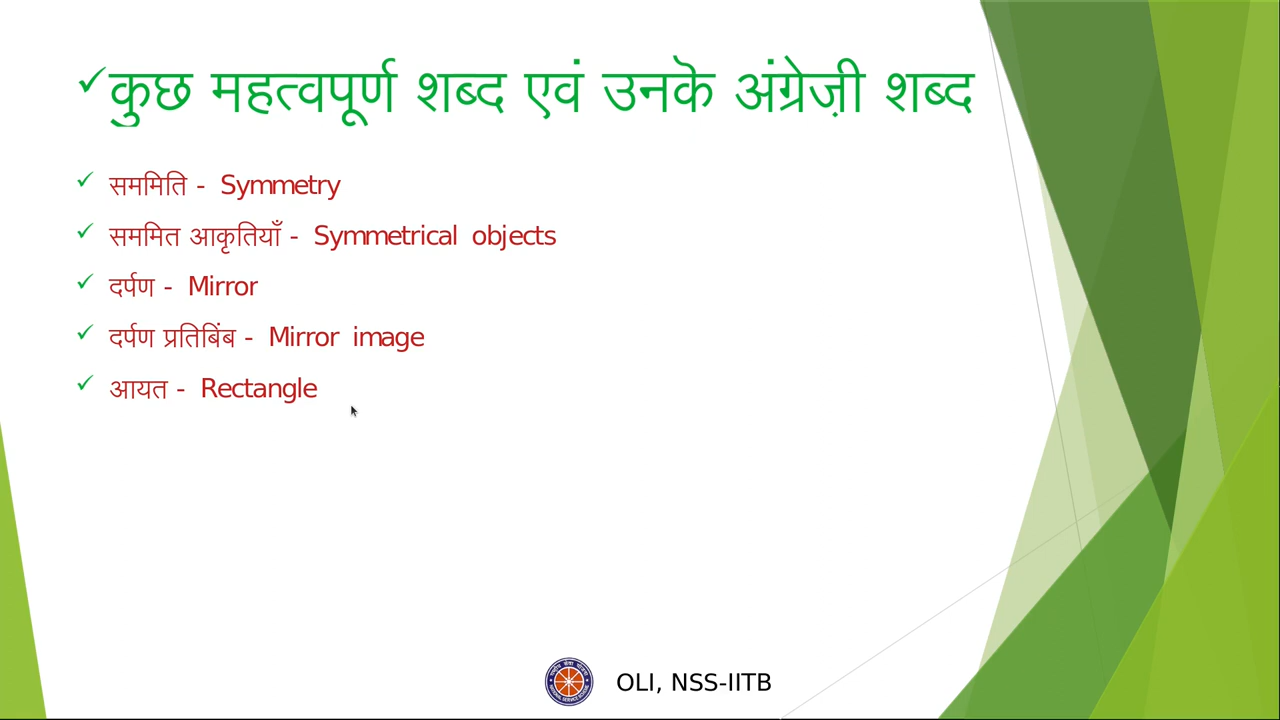 ✓कुछ महत्वपूर्ण शब्द एवं उनके अंग्रेज़ी शब्द
✓ सममिति - Symmetry
✓ सममित आकृतियाँ - Symmetrical objects
✓ दर्पण - Mirror
✓ दर्पण प्रतिबिंब - Mirror image
✓ आयत - Rectangle
OLI, NSS-IITB